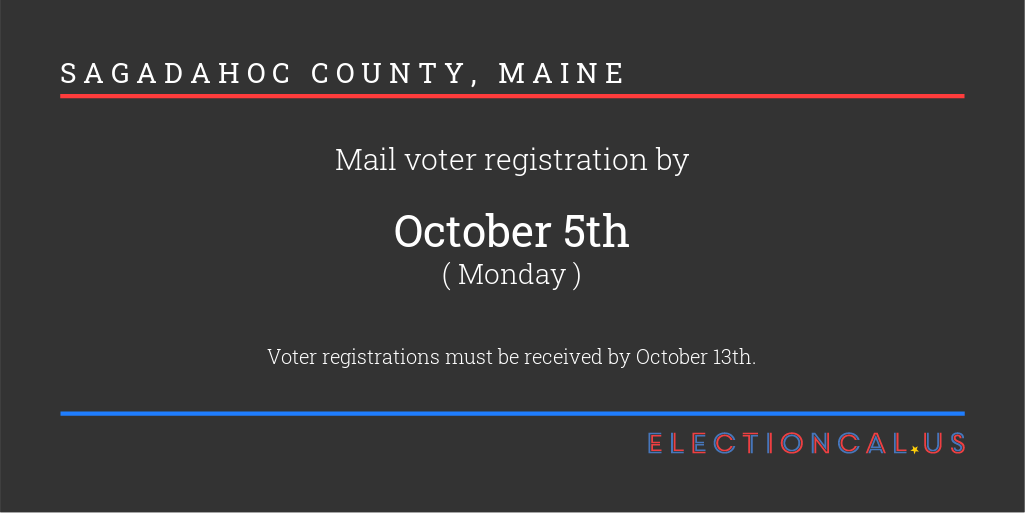 SAGADAHOC COUNTY, MAINE
Mail voter registration by
October 5th
( Monday )
Voter registrations must be received by October 13th.
ELECTIONCAL.US